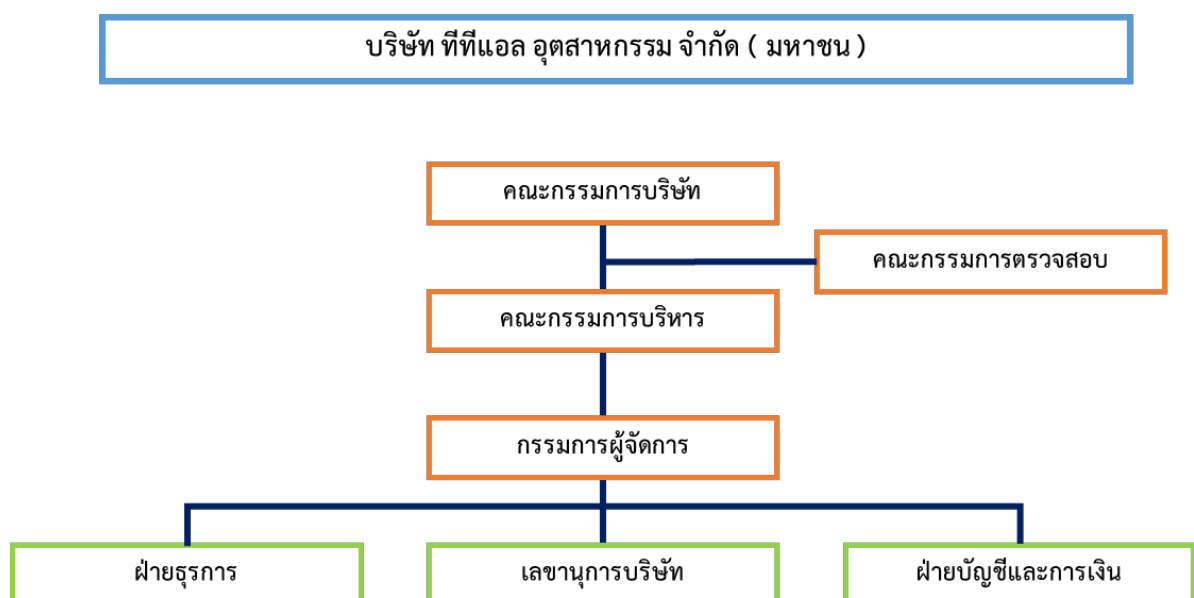 บริษัท ทีทีแอล อุตสาหกรรม จำกัด ( มหาชน )
คณะกรรมการบริษัท
คณะกรรมการตรวจสอบ
คณะกรรมการบริหาร
กรรมการผู้จัดการ
ฝ่ายธุรการ
เลขานุการบริษัท
ฝ่ายบัญชีและการเงิน